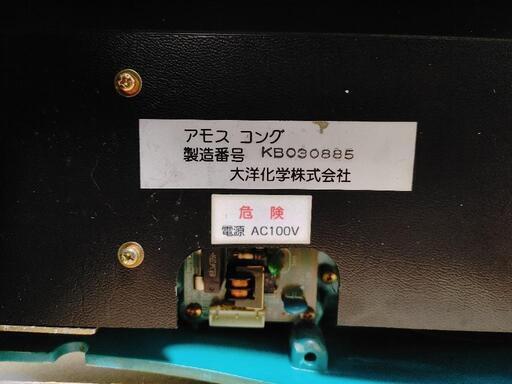 アモス コング
製造番号 KB030885
大洋化学株式会社
危 険
電源 AC100V